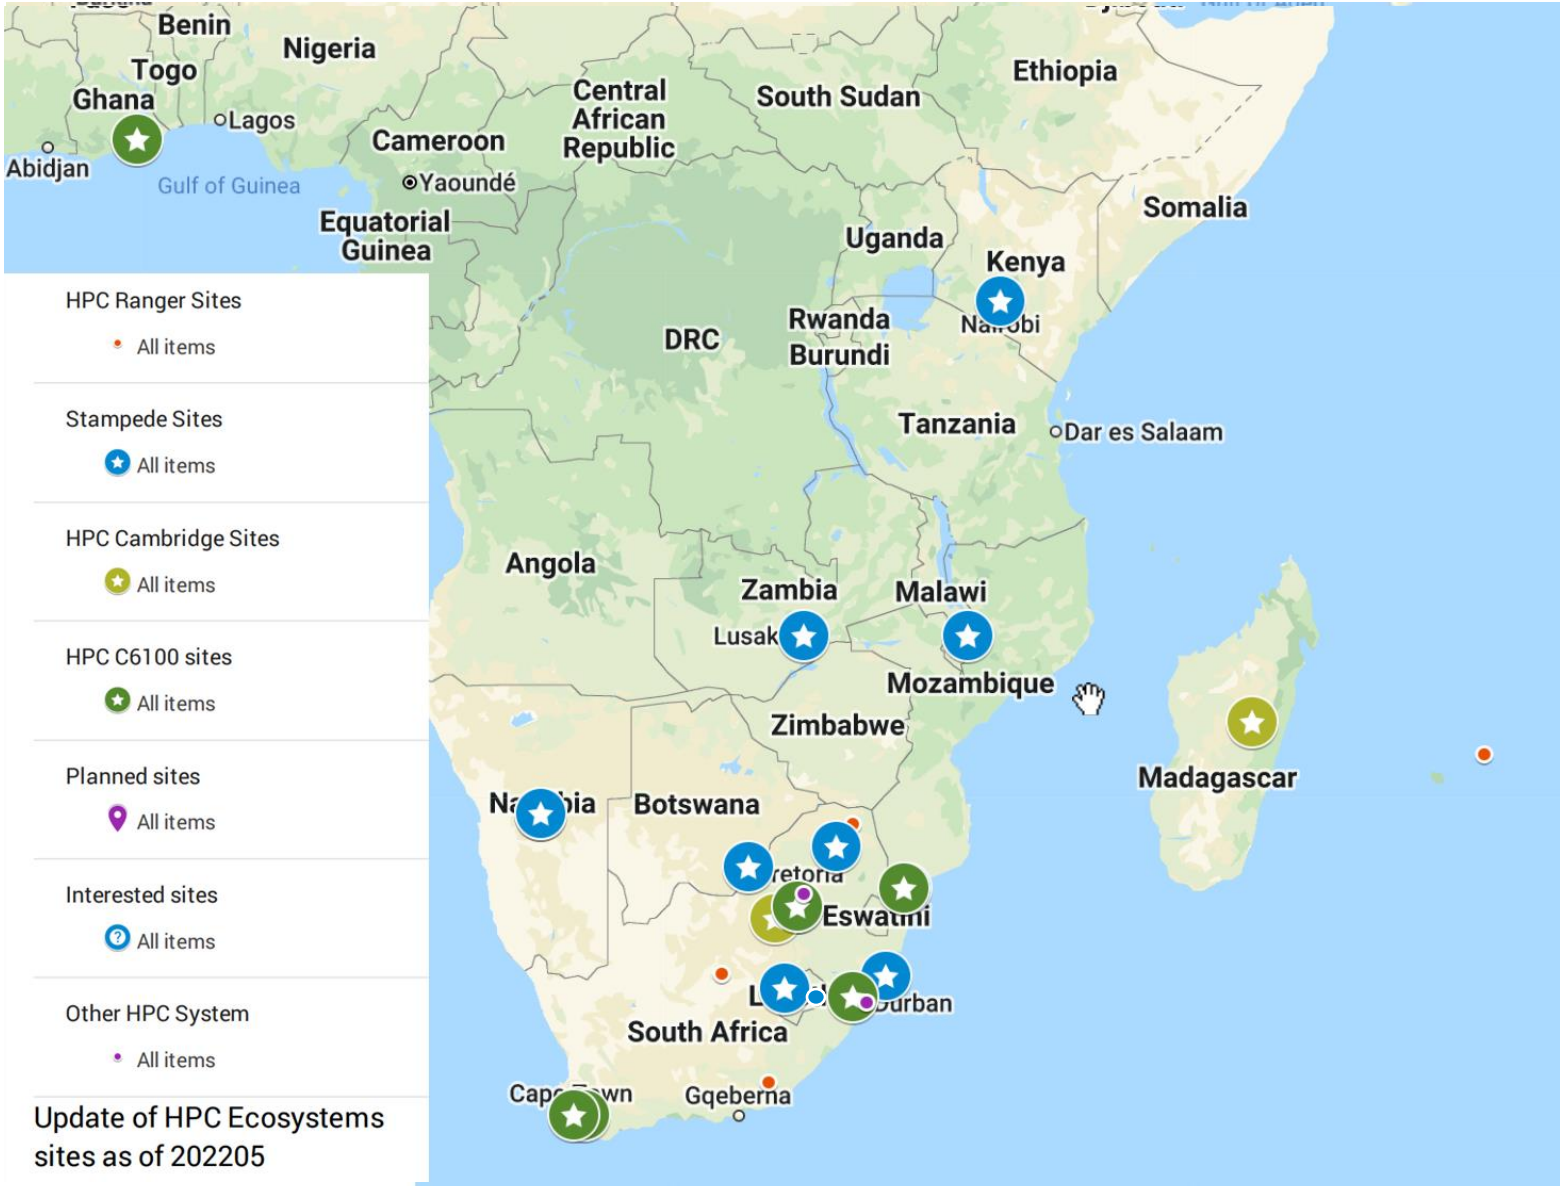 Benin
Nigeria
Togo
Ghana
Lagos
Abidjan
Gulf of Guinea
Cameroon
Yaoundé
Equatorial
Guinea
Central
African
Republic
South Sudan
Ethiopia
Somalia
Uganda
Kenya
Rwanda
Burundi
DRC
Tanzania
Dar es Salaam
Angola
Zambia
Malawi
Mozambique
Zimbabwe
Madagascar
Botswana
Eswatini
South Africa
Gqeberna
HPC Ranger Sites
All items
Stampede Sites
All items
HPC Cambridge Sites
All items
HPC C6100 sites
All items
Planned sites
All items
Interested sites
?
All items
Other HPC System
All items
Update of HPC Ecosystems
sites as of 202205